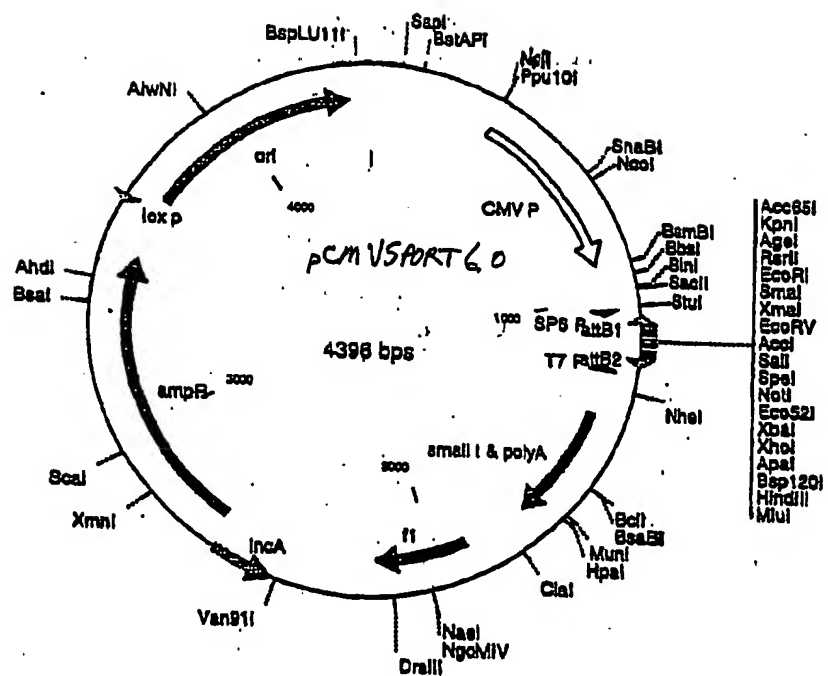 BspLU11I
SapI
BstAPI
NsiI
Ppu10I
AlwNI
SnaBI
NcoI
ori
4000
CMV P
lox p
pCMVSPORT 6.0
BsmBI
BbsI
BlnI
SacII
StuI
AhdI
BsaI
SP6 P
attB1
1000
4396 bps
T7 P
attB2
Acc65I
KpnI
AgeI
RsrII
EcoRI
SmaI
XmaI
EcoRV
AccI
SalI
SpeI
NotI
Eco52I
XbaI
XhoI
ApaI
Bsp120I
HindIII
MluI
ampR
3000
NheI
small t & polyA
ScaI
2000
XmnI
BclI
BsaBI
f1
incA
MunI
HpaI
ClaI
Van91I
NaeI
NgoMIV
DraIII